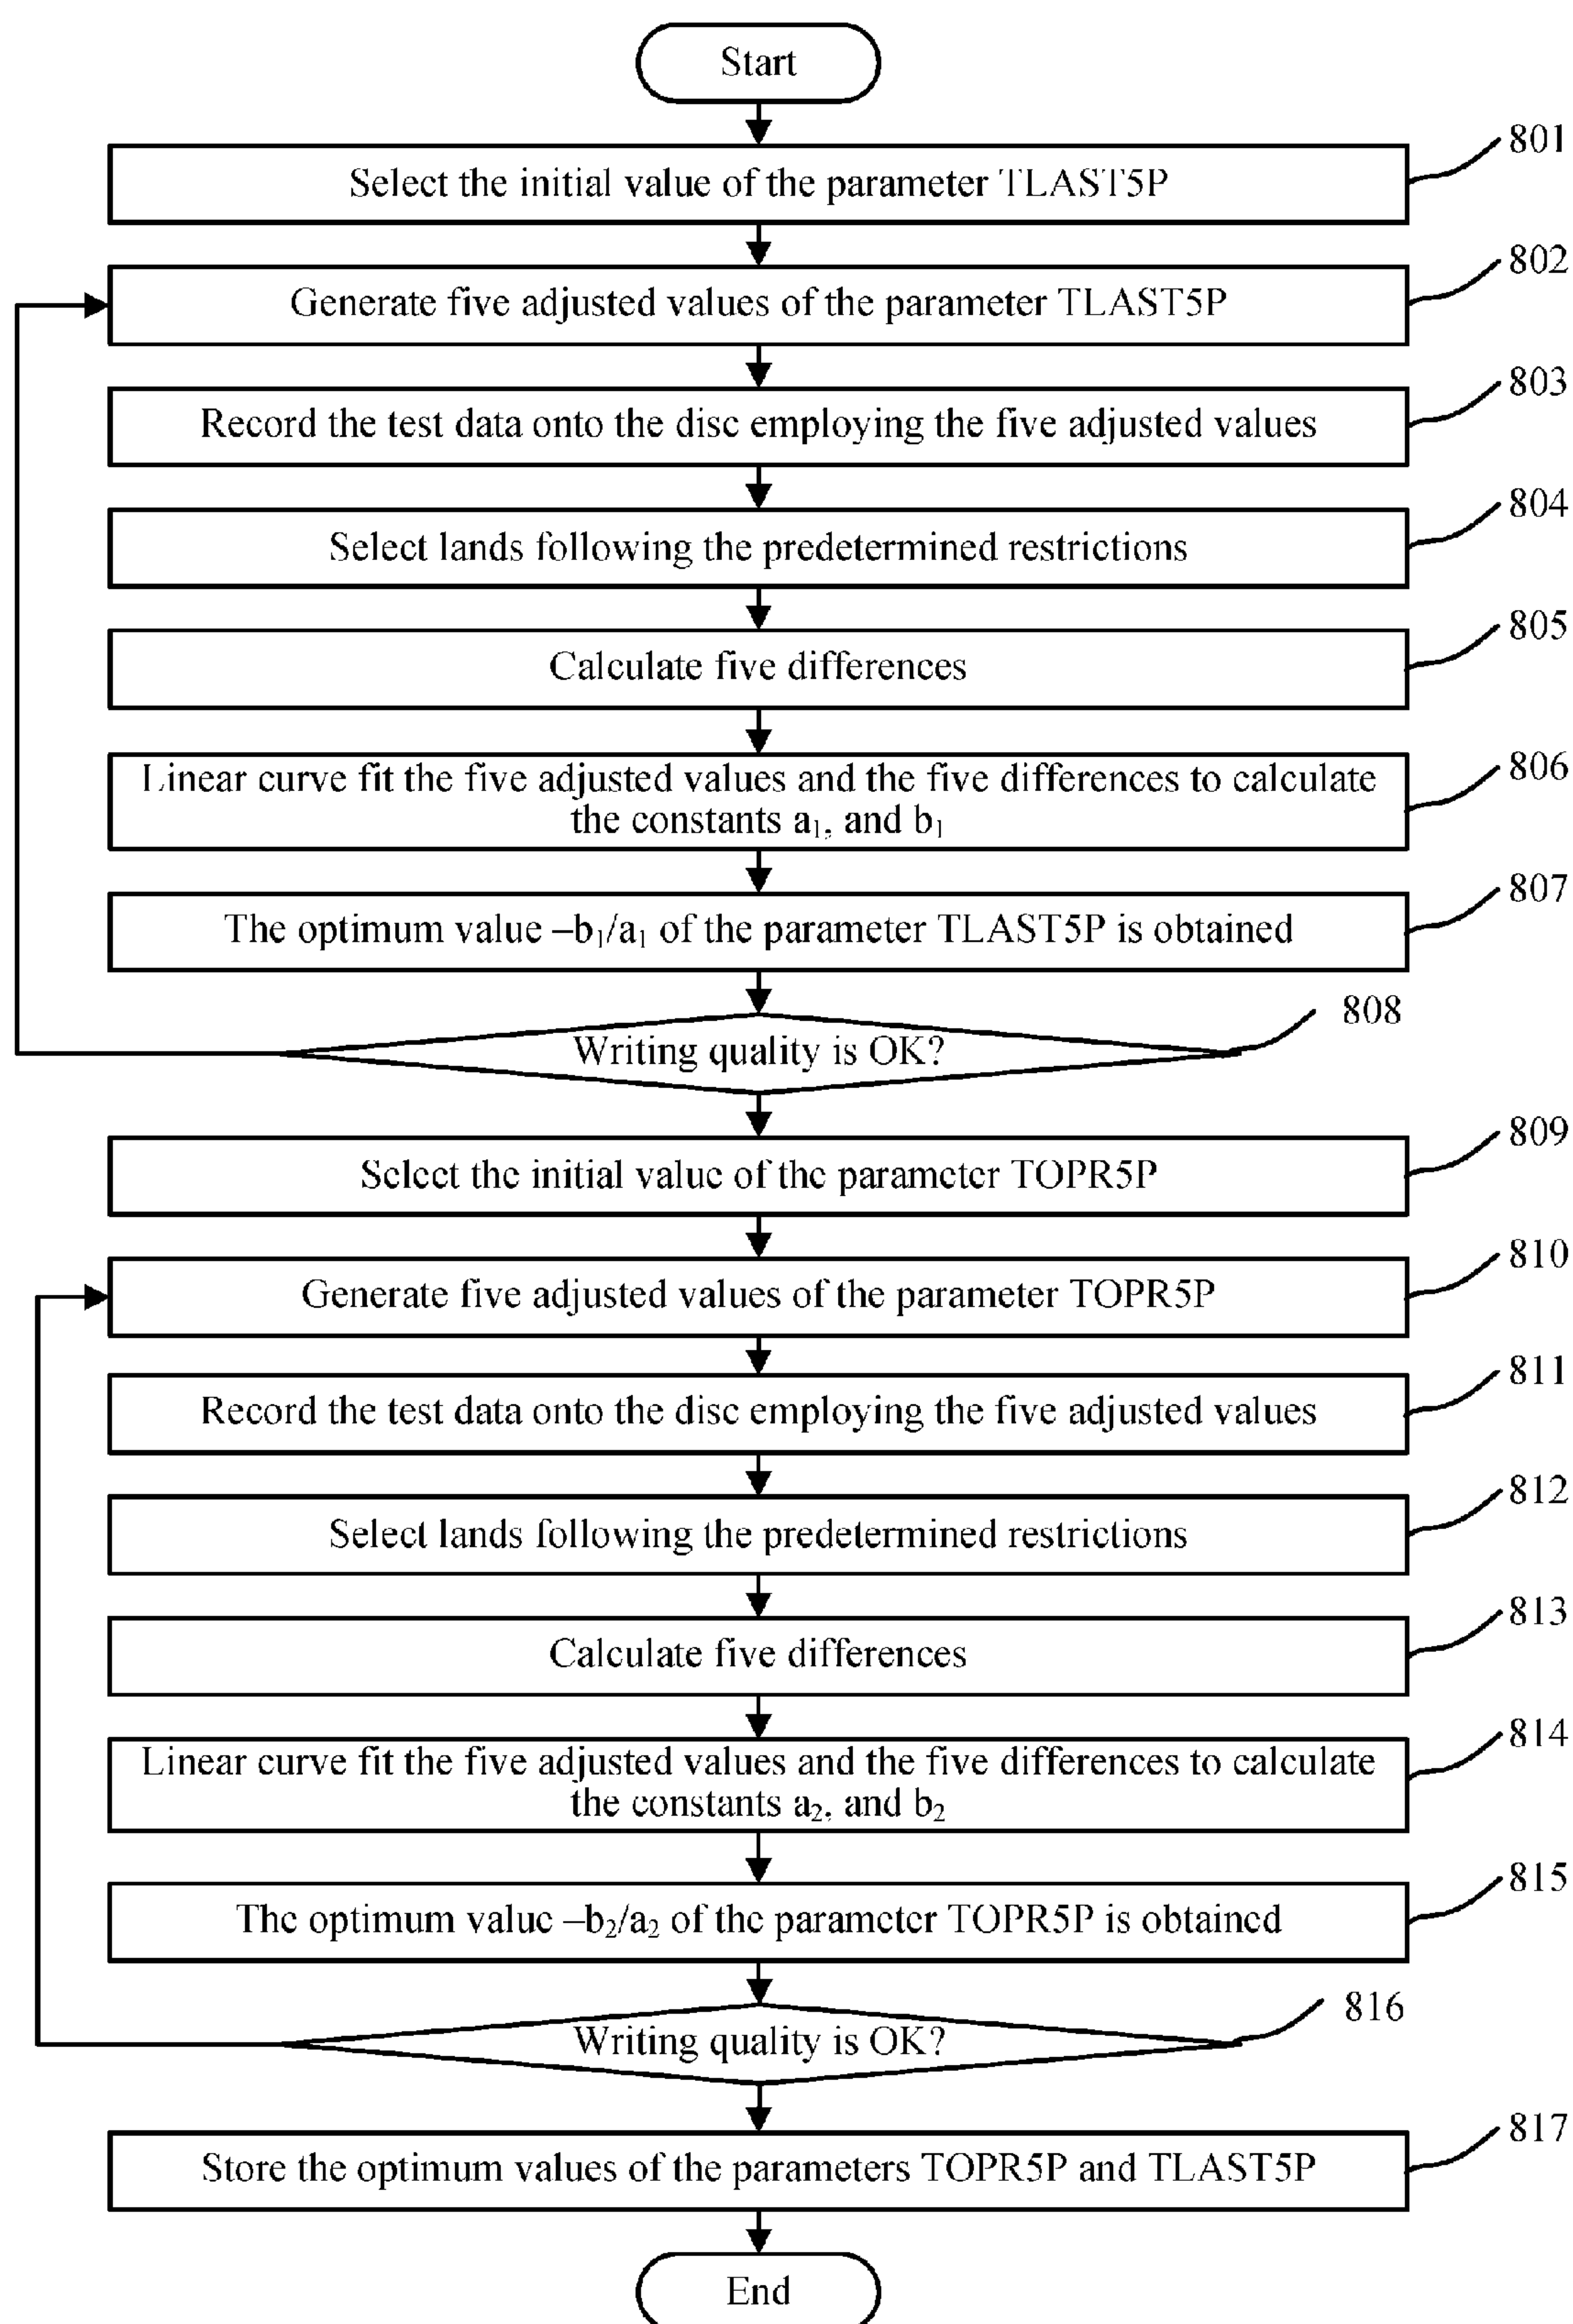 Start
801
Select the initial value of the parameter TLAST5P
802
Generate five adjusted values of the parameter TLAST5P
803
Record the test data onto the disc employing the five adjusted values
804
Select lands following the predetermined restrictions
805
Calculate five differences
806
Linear curve fit the five adjusted values and the five differences to calculate
the constants a₁, and b₁
807
The optimum value –b₁/a₁ of the parameter TLAST5P is obtained
808
Writing quality is OK?
809
Select the initial value of the parameter TOPR5P
810
Generate five adjusted values of the parameter TOPR5P
811
Record the test data onto the disc employing the five adjusted values
812
Select lands following the predetermined restrictions
813
Calculate five differences
814
Linear curve fit the five adjusted values and the five differences to calculate
the constants a₂, and b₂
815
The optimum value –b₂/a₂ of the parameter TOPR5P is obtained
816
Writing quality is OK?
817
Store the optimum values of the parameters TOPR5P and TLAST5P
End